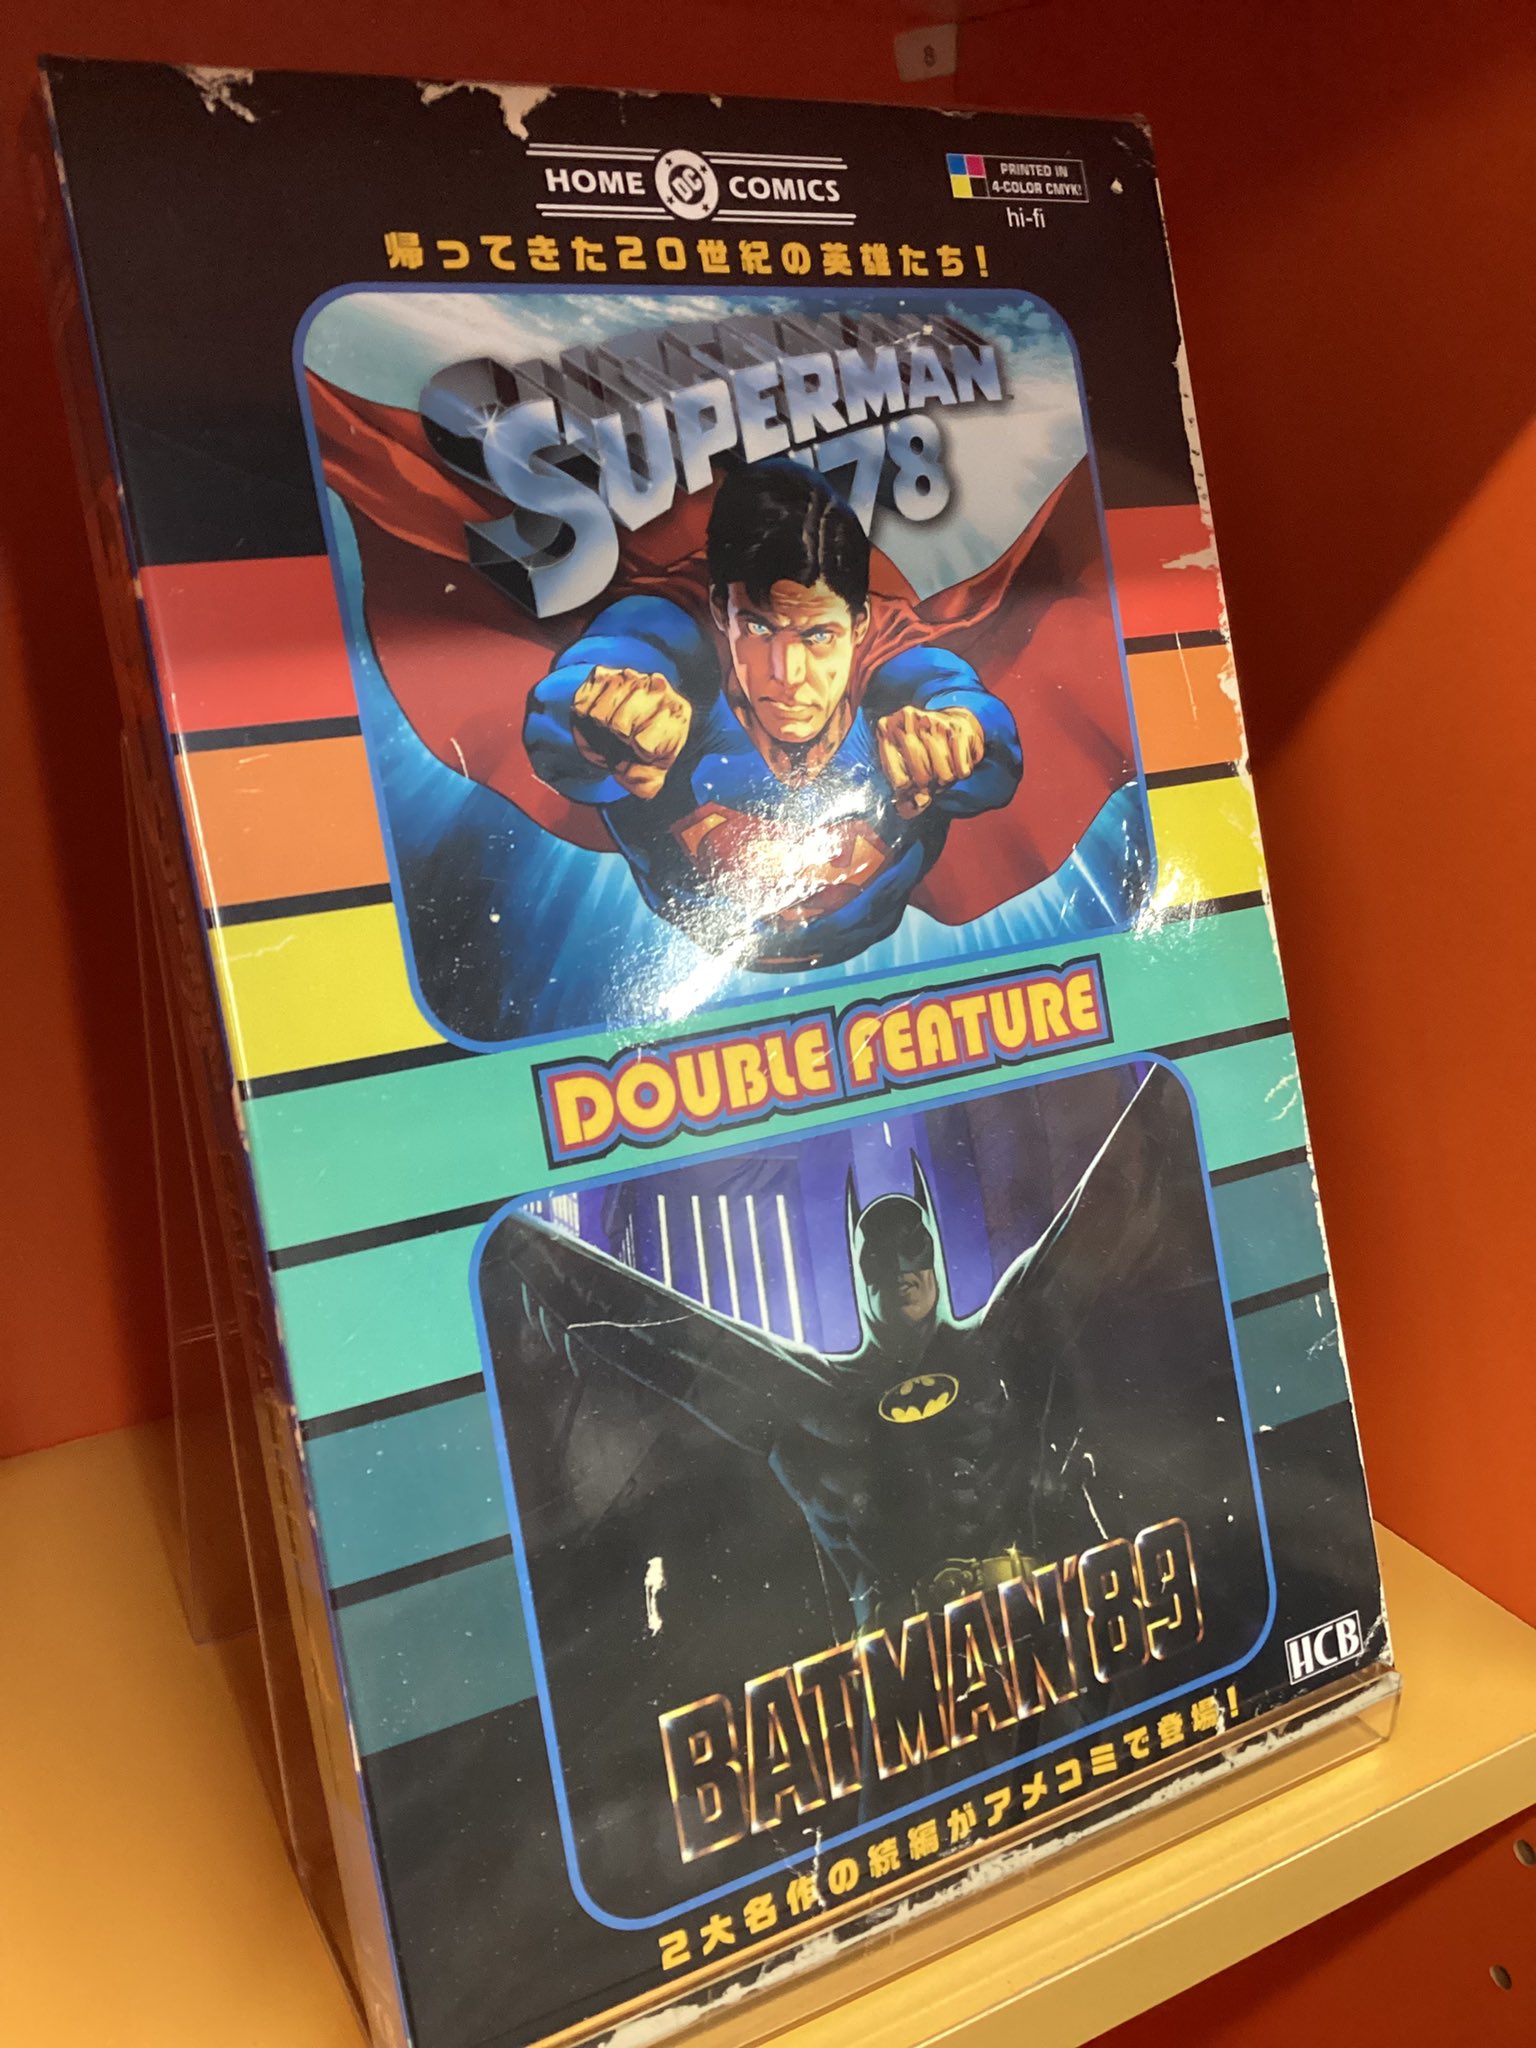 8
HOME DC COMICS
PRINTED IN
4-COLOR CMYK!
hi-fi
帰ってきた20世紀の英雄たち!
SUPERMAN
'78
DOUBLE FEATURE
BATMAN'89
HCB
2大名作の続編がアメコミで登場!